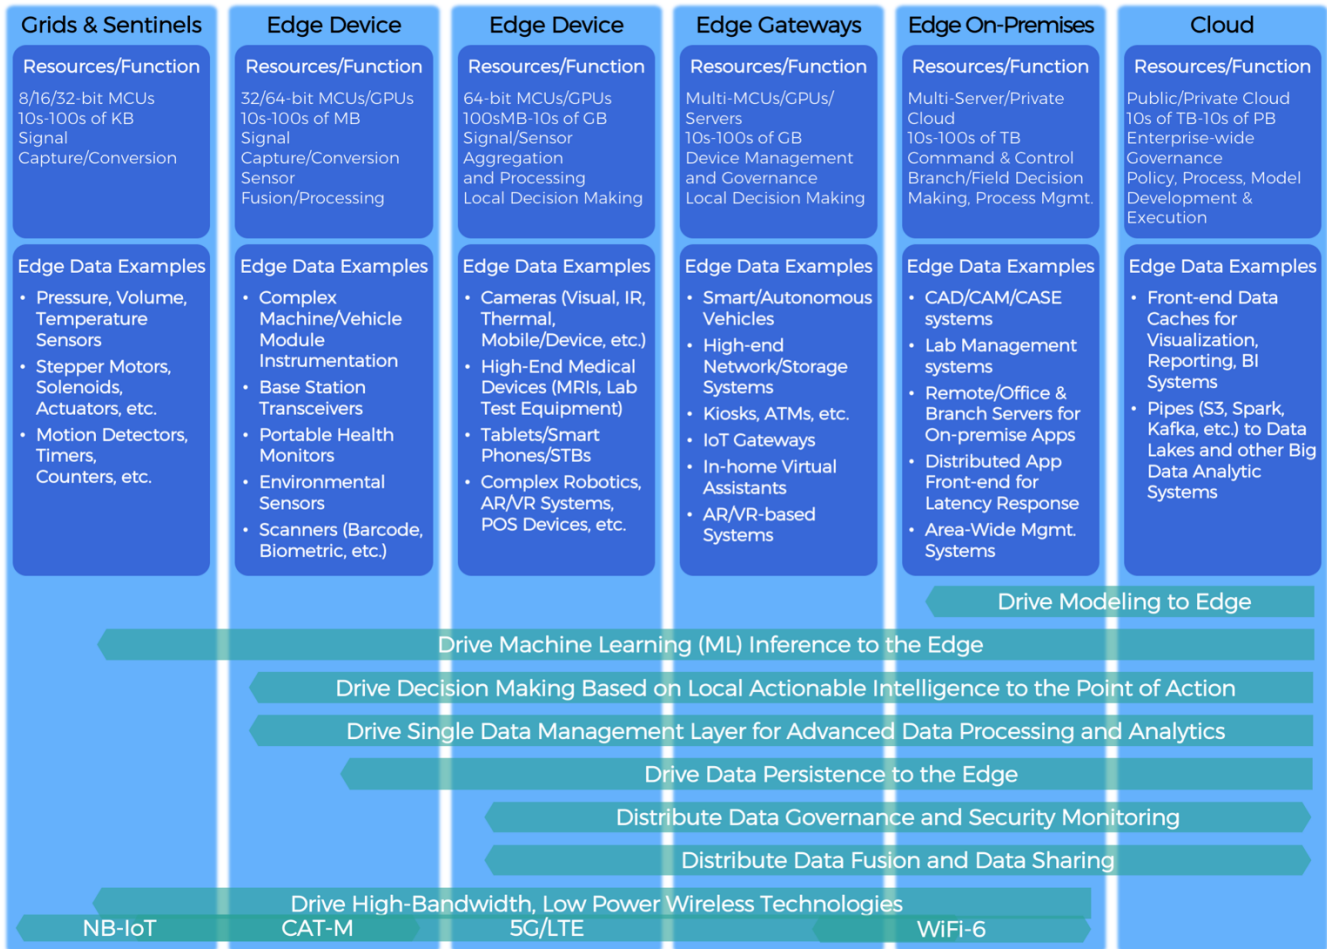 Grids & Sentinels
Resources/Function
8/16/32-bit MCUs
10s-100s of KB
Signal
Capture/Conversion
Edge Data Examples
• Pressure, Volume,
Temperature
Sensors
• Stepper Motors,
Solenoids,
Actuators, etc.
• Motion Detectors,
Timers,
Counters, etc.
Edge Device
Resources/Function
32/64-bit MCUs/GPUs
10s-100s of MB
Signal
Capture/Conversion
Sensor
Fusion/Processing
Edge Data Examples
• Complex
Machine/Vehicle
Module
Instrumentation
• Base Station
Transceivers
• Portable Health
Monitors
• Environmental
Sensors
• Scanners (Barcode,
Biometric, etc.)
Edge Device
Resources/Function
64-bit MCUs/GPUs
100sMB-10s of GB
Signal/Sensor
Aggregation
and Processing
Local Decision Making
Edge Data Examples
• Cameras (Visual, IR,
Thermal,
Mobile/Device, etc.)
• High-End Medical
Devices (MRIs, Lab
Test Equipment)
• Tablets/Smart
Phones/STBs
• Complex Robotics,
AR/VR Systems,
POS Devices, etc.
Edge Gateways
Resources/Function
Multi-MCUs/GPUs/
Servers
10s-100s of GB
Device Management
and Governance
Local Decision Making
Edge Data Examples
• Smart/Autonomous
Vehicles
• High-end
Network/Storage
Systems
• Kiosks, ATMs, etc.
• IoT Gateways
• In-home Virtual
Assistants
• AR/VR-based
Systems
Edge On-Premises
Resources/Function
Multi-Server/Private
Cloud
10s-100s of TB
Command & Control
Branch/Field Decision
Making, Process Mgmt.
Edge Data Examples
• CAD/CAM/CASE
systems
• Lab Management
systems
• Remote/Office &
Branch Servers for
On-premise Apps
• Distributed App
Front-end for
Latency Response
• Area-Wide Mgmt.
Systems
Cloud
Resources/Function
Public/Private Cloud
10s of TB-10s of PB
Enterprise-wide
Governance
Policy, Process, Model
Development &
Execution
Edge Data Examples
• Front-end Data
Caches for
Visualization,
Reporting, BI
Systems
• Pipes (S3, Spark,
Kafka, etc.) to Data
Lakes and other Big
Data Analytic
Systems
Drive Modeling to Edge
Drive Machine Learning (ML) Inference to the Edge
Drive Decision Making Based on Local Actionable Intelligence to the Point of Action
Drive Single Data Management Layer for Advanced Data Processing and Analytics
Drive Data Persistence to the Edge
Distribute Data Governance and Security Monitoring
Distribute Data Fusion and Data Sharing
Drive High-Bandwidth, Low Power Wireless Technologies
NB-IoT CAT-M 5G/LTE WiFi-6